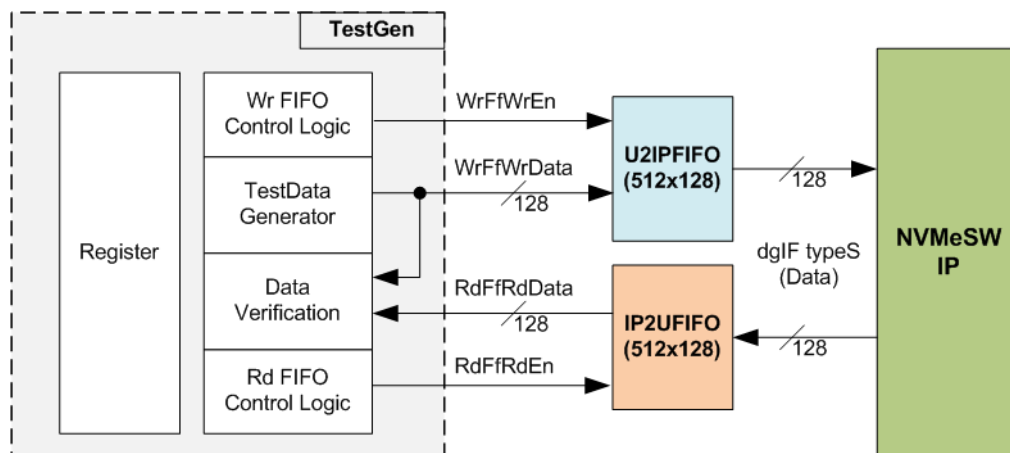 TestGen
Register
Wr FIFO
Control Logic
TestData
Generator
Data
Verification
Rd FIFO
Control Logic
WrFfWrEn
WrFfWrData
128
RdFfRdData
128
RdFfRdEn
U2IPFIFO
(512x128)
IP2UFIFO
(512x128)
128
dgIF typeS
(Data)
128
NVMeSW
IP